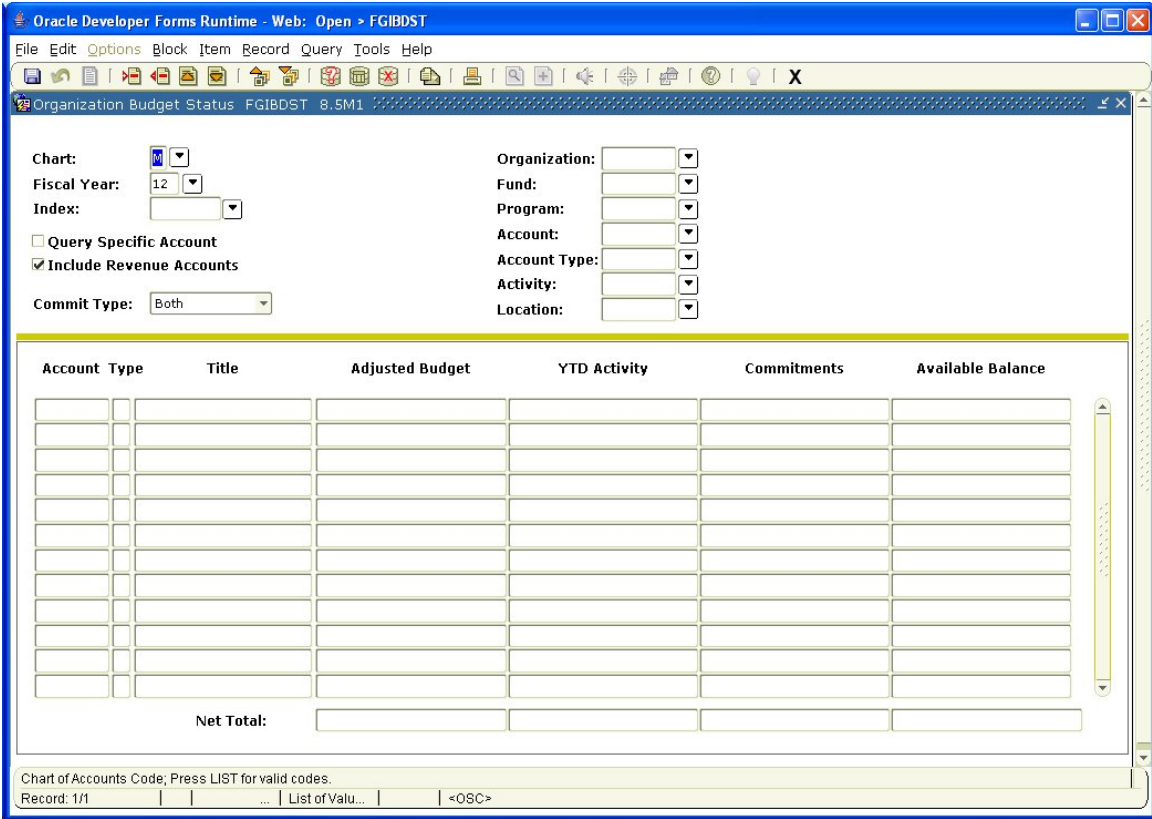 Oracle Developer Forms Runtime - Web: Open > FGIBDST
File Edit Options Block Item Record Query Tools Help
X
Organization Budget Status FGIBDST 8.5M1
Chart: M
Organization:
Fiscal Year: 12
Fund:
Index:
Program:
Query Specific Account
Account:
Include Revenue Accounts
Account Type:
Activity:
Commit Type: Both
Location:
Account Type Title Adjusted Budget YTD Activity Commitments Available Balance
Net Total:
Chart of Accounts Code; Press LIST for valid codes.
Record: 1/1 | | ... | List of Valu... | | <OSC>